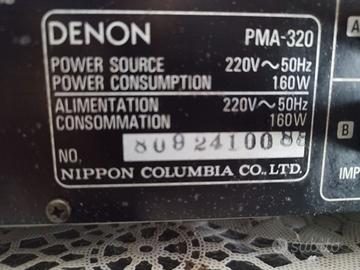 DENON PMA-320
POWER SOURCE 220V~50Hz
POWER CONSUMPTION 160W
ALIMENTATION 220V~50Hz
CONSOMMATION 160W
NO.
NIPPON COLUMBIA CO., LTD.
A
B
IMP
subito